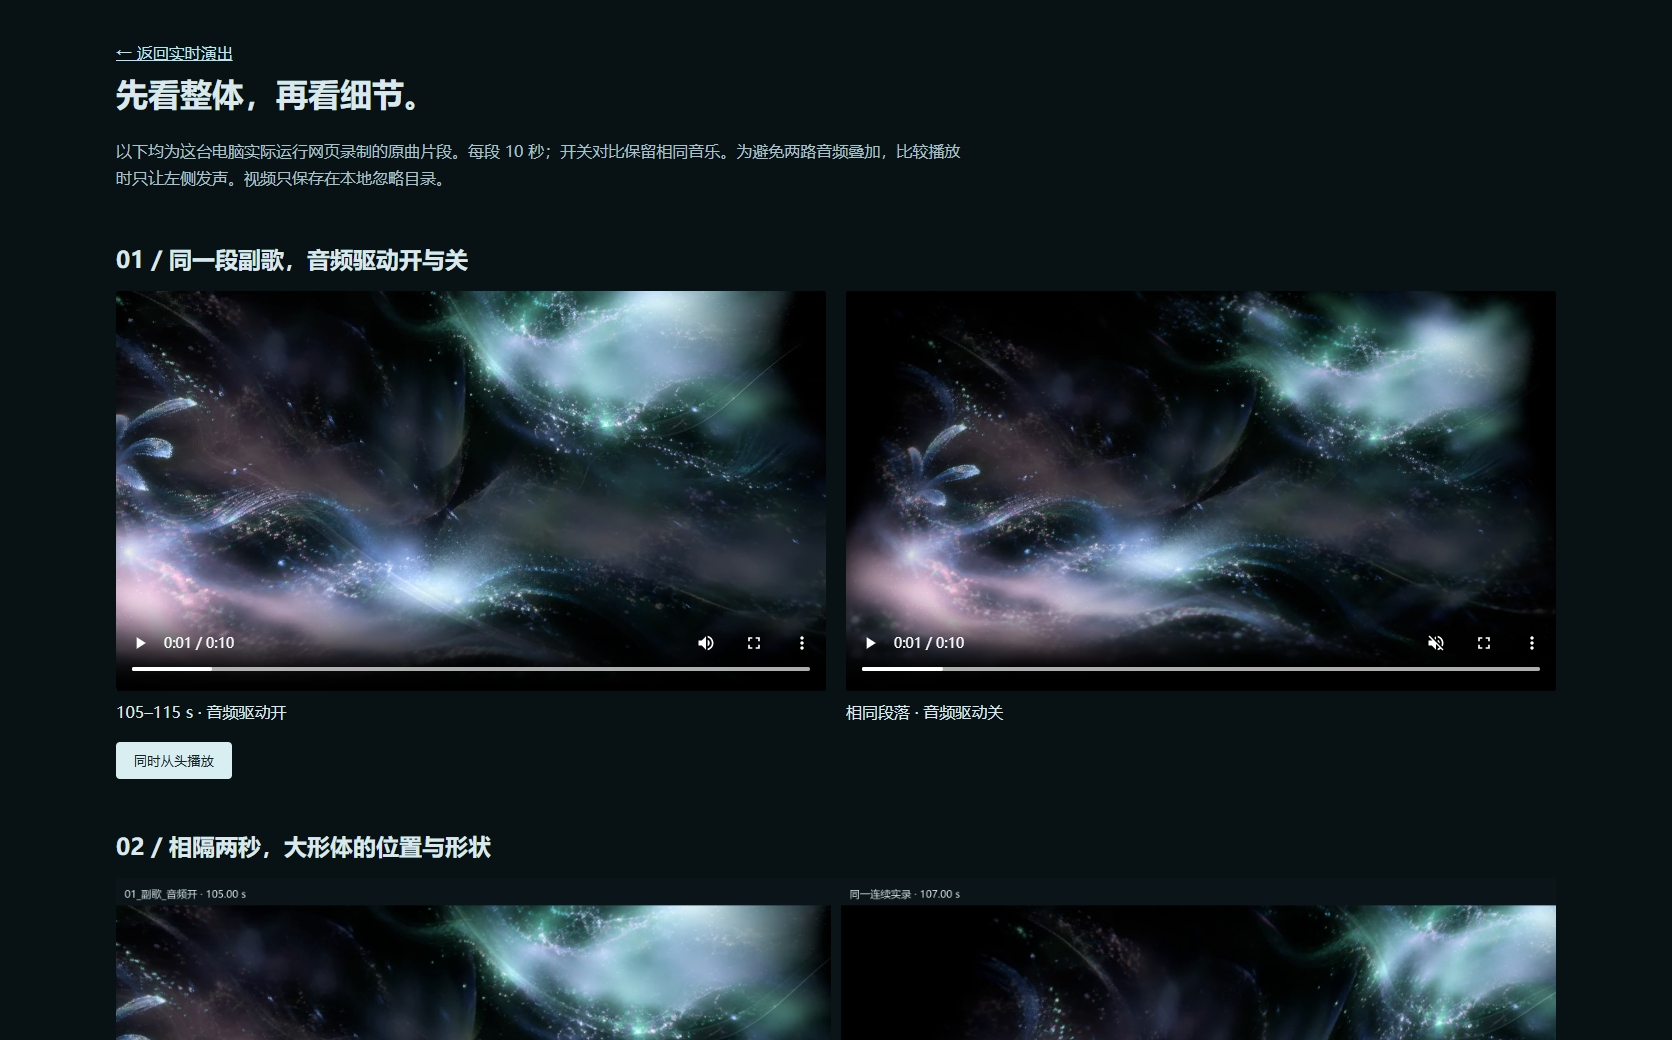 ← 返回实时演出
先看整体，再看细节。
以下均为这台电脑实际运行网页录制的原曲片段。每段 10 秒；开关对比保留相同音乐。为避免两路音频叠加，比较播放
时只让左侧发声。视频只保存在本地忽略目录。
01 / 同一段副歌，音频驱动开与关
0:01 / 0:10
0:01 / 0:10
105–115 s · 音频驱动开
相同段落 · 音频驱动关
同时从头播放
02 / 相隔两秒，大形体的位置与形状
01_副歌_音频开 · 105.00 s
同一连续实录 · 107.00 s